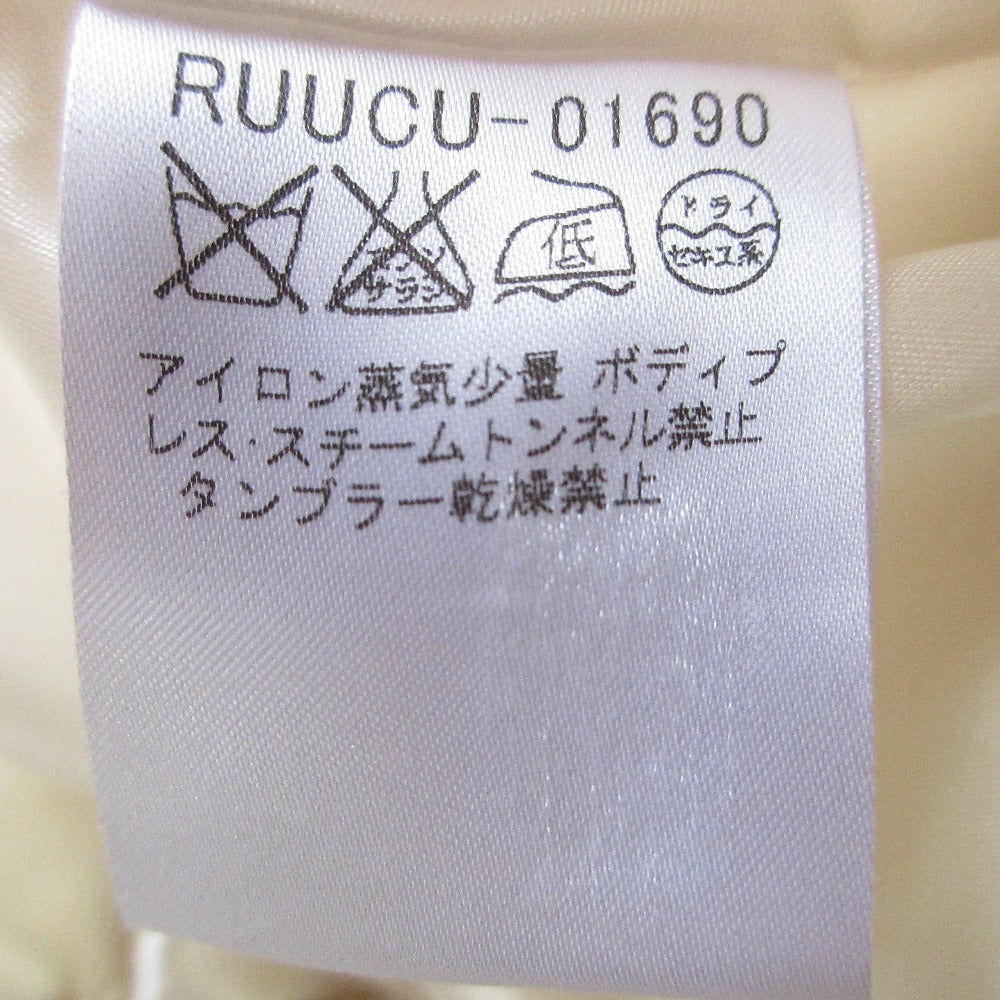 RUUCU-01690
エンソ
サラシ
低
ドライ
セキユ系
アイロン蒸気少量 ボディプ
レス・スチームトンネル禁止
タンブラー乾燥禁止